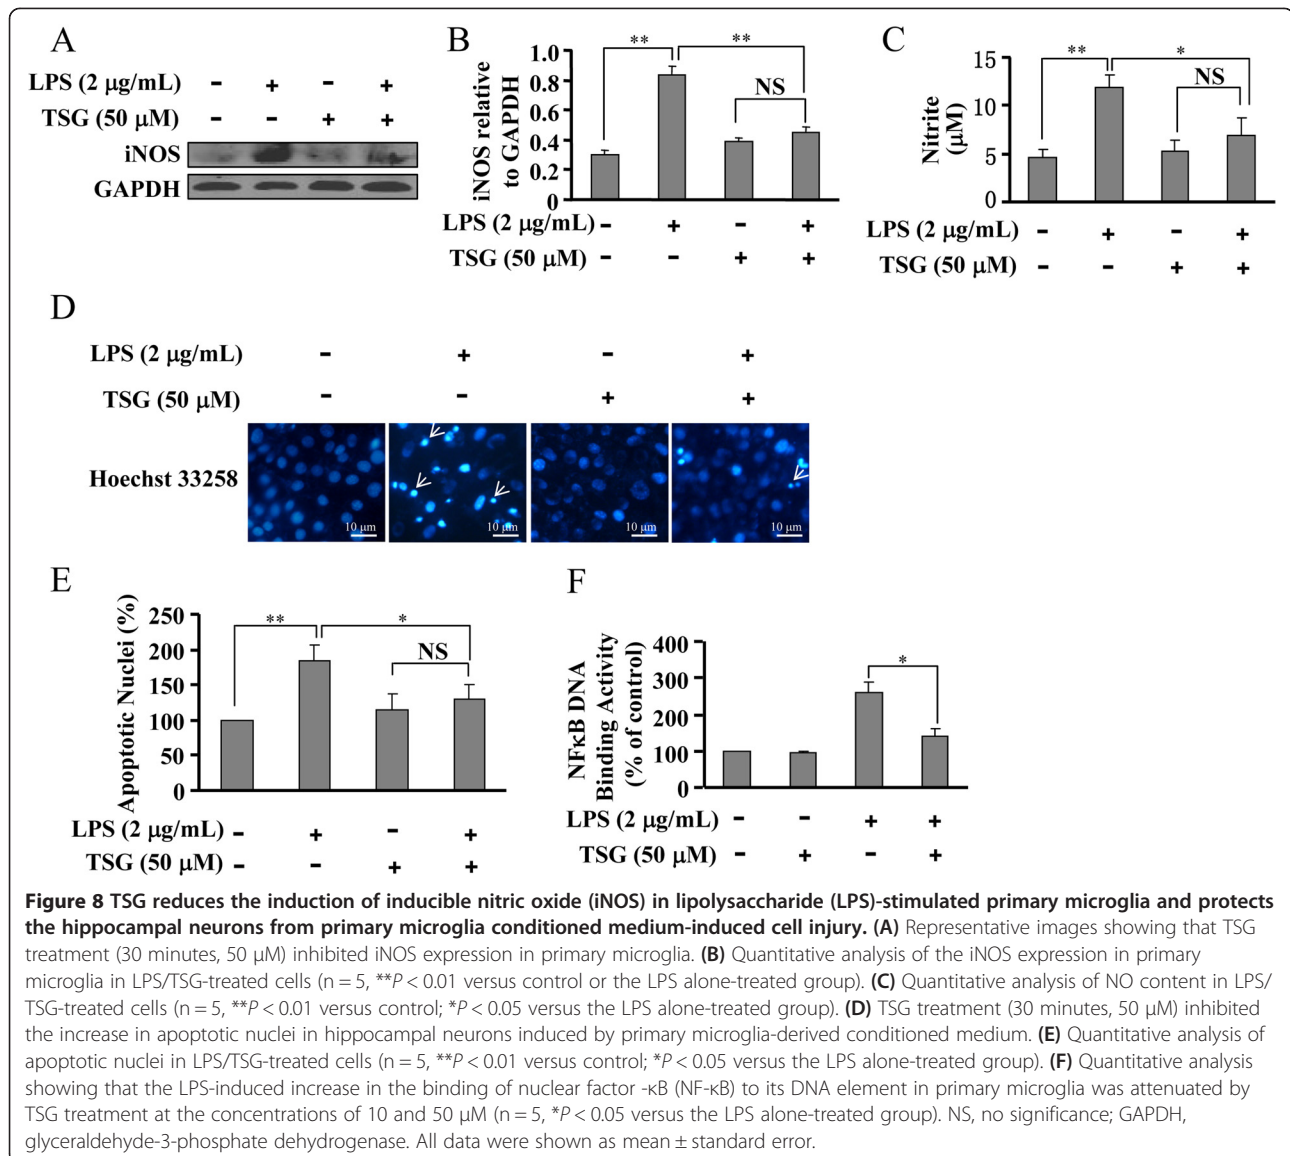 A
LPS (2 µg/mL) - + - +
TSG (50 µM) - - + +
iNOS
GAPDH
B
iNOS relative
to GAPDH
1.0
0.8
0.6
0.4
0.2
0
** **
NS
LPS (2 µg/mL) - + - +
TSG (50 µM) - - + +
C
Nitrite
(µM)
15
10
5
0
** *
NS
LPS (2 µg/mL) - + - +
TSG (50 µM) - - + +
D
LPS (2 µg/mL) - + - +
TSG (50 µM) - - + +
Hoechst 33258
10 µm 10 µm 10 µm 10 µm
E
Apoptotic Nuclei (%)
250
200
150
100
50
0
** *
NS
LPS (2 µg/mL) - + - +
TSG (50 µM) - - + +
F
NFκB DNA
Binding Activity
(% of control)
400
300
200
100
0
*
LPS (2 µg/mL) - - + +
TSG (50 µM) - + - +
Figure 8 TSG reduces the induction of inducible nitric oxide (iNOS) in lipolysaccharide (LPS)-stimulated primary microglia and protects
the hippocampal neurons from primary microglia conditioned medium-induced cell injury. (A) Representative images showing that TSG
treatment (30 minutes, 50 µM) inhibited iNOS expression in primary microglia. (B) Quantitative analysis of the iNOS expression in primary
microglia in LPS/TSG-treated cells (n = 5, **P < 0.01 versus control or the LPS alone-treated group). (C) Quantitative analysis of NO content in LPS/
TSG-treated cells (n = 5, **P < 0.01 versus control; *P < 0.05 versus the LPS alone-treated group). (D) TSG treatment (30 minutes, 50 µM) inhibited
the increase in apoptotic nuclei in hippocampal neurons induced by primary microglia-derived conditioned medium. (E) Quantitative analysis of
apoptotic nuclei in LPS/TSG-treated cells (n = 5, **P < 0.01 versus control; *P < 0.05 versus the LPS alone-treated group). (F) Quantitative analysis
showing that the LPS-induced increase in the binding of nuclear factor -κB (NF-κB) to its DNA element in primary microglia was attenuated by
TSG treatment at the concentrations of 10 and 50 µM (n = 5, *P < 0.05 versus the LPS alone-treated group). NS, no significance; GAPDH,
glyceraldehyde-3-phosphate dehydrogenase. All data were shown as mean ± standard error.